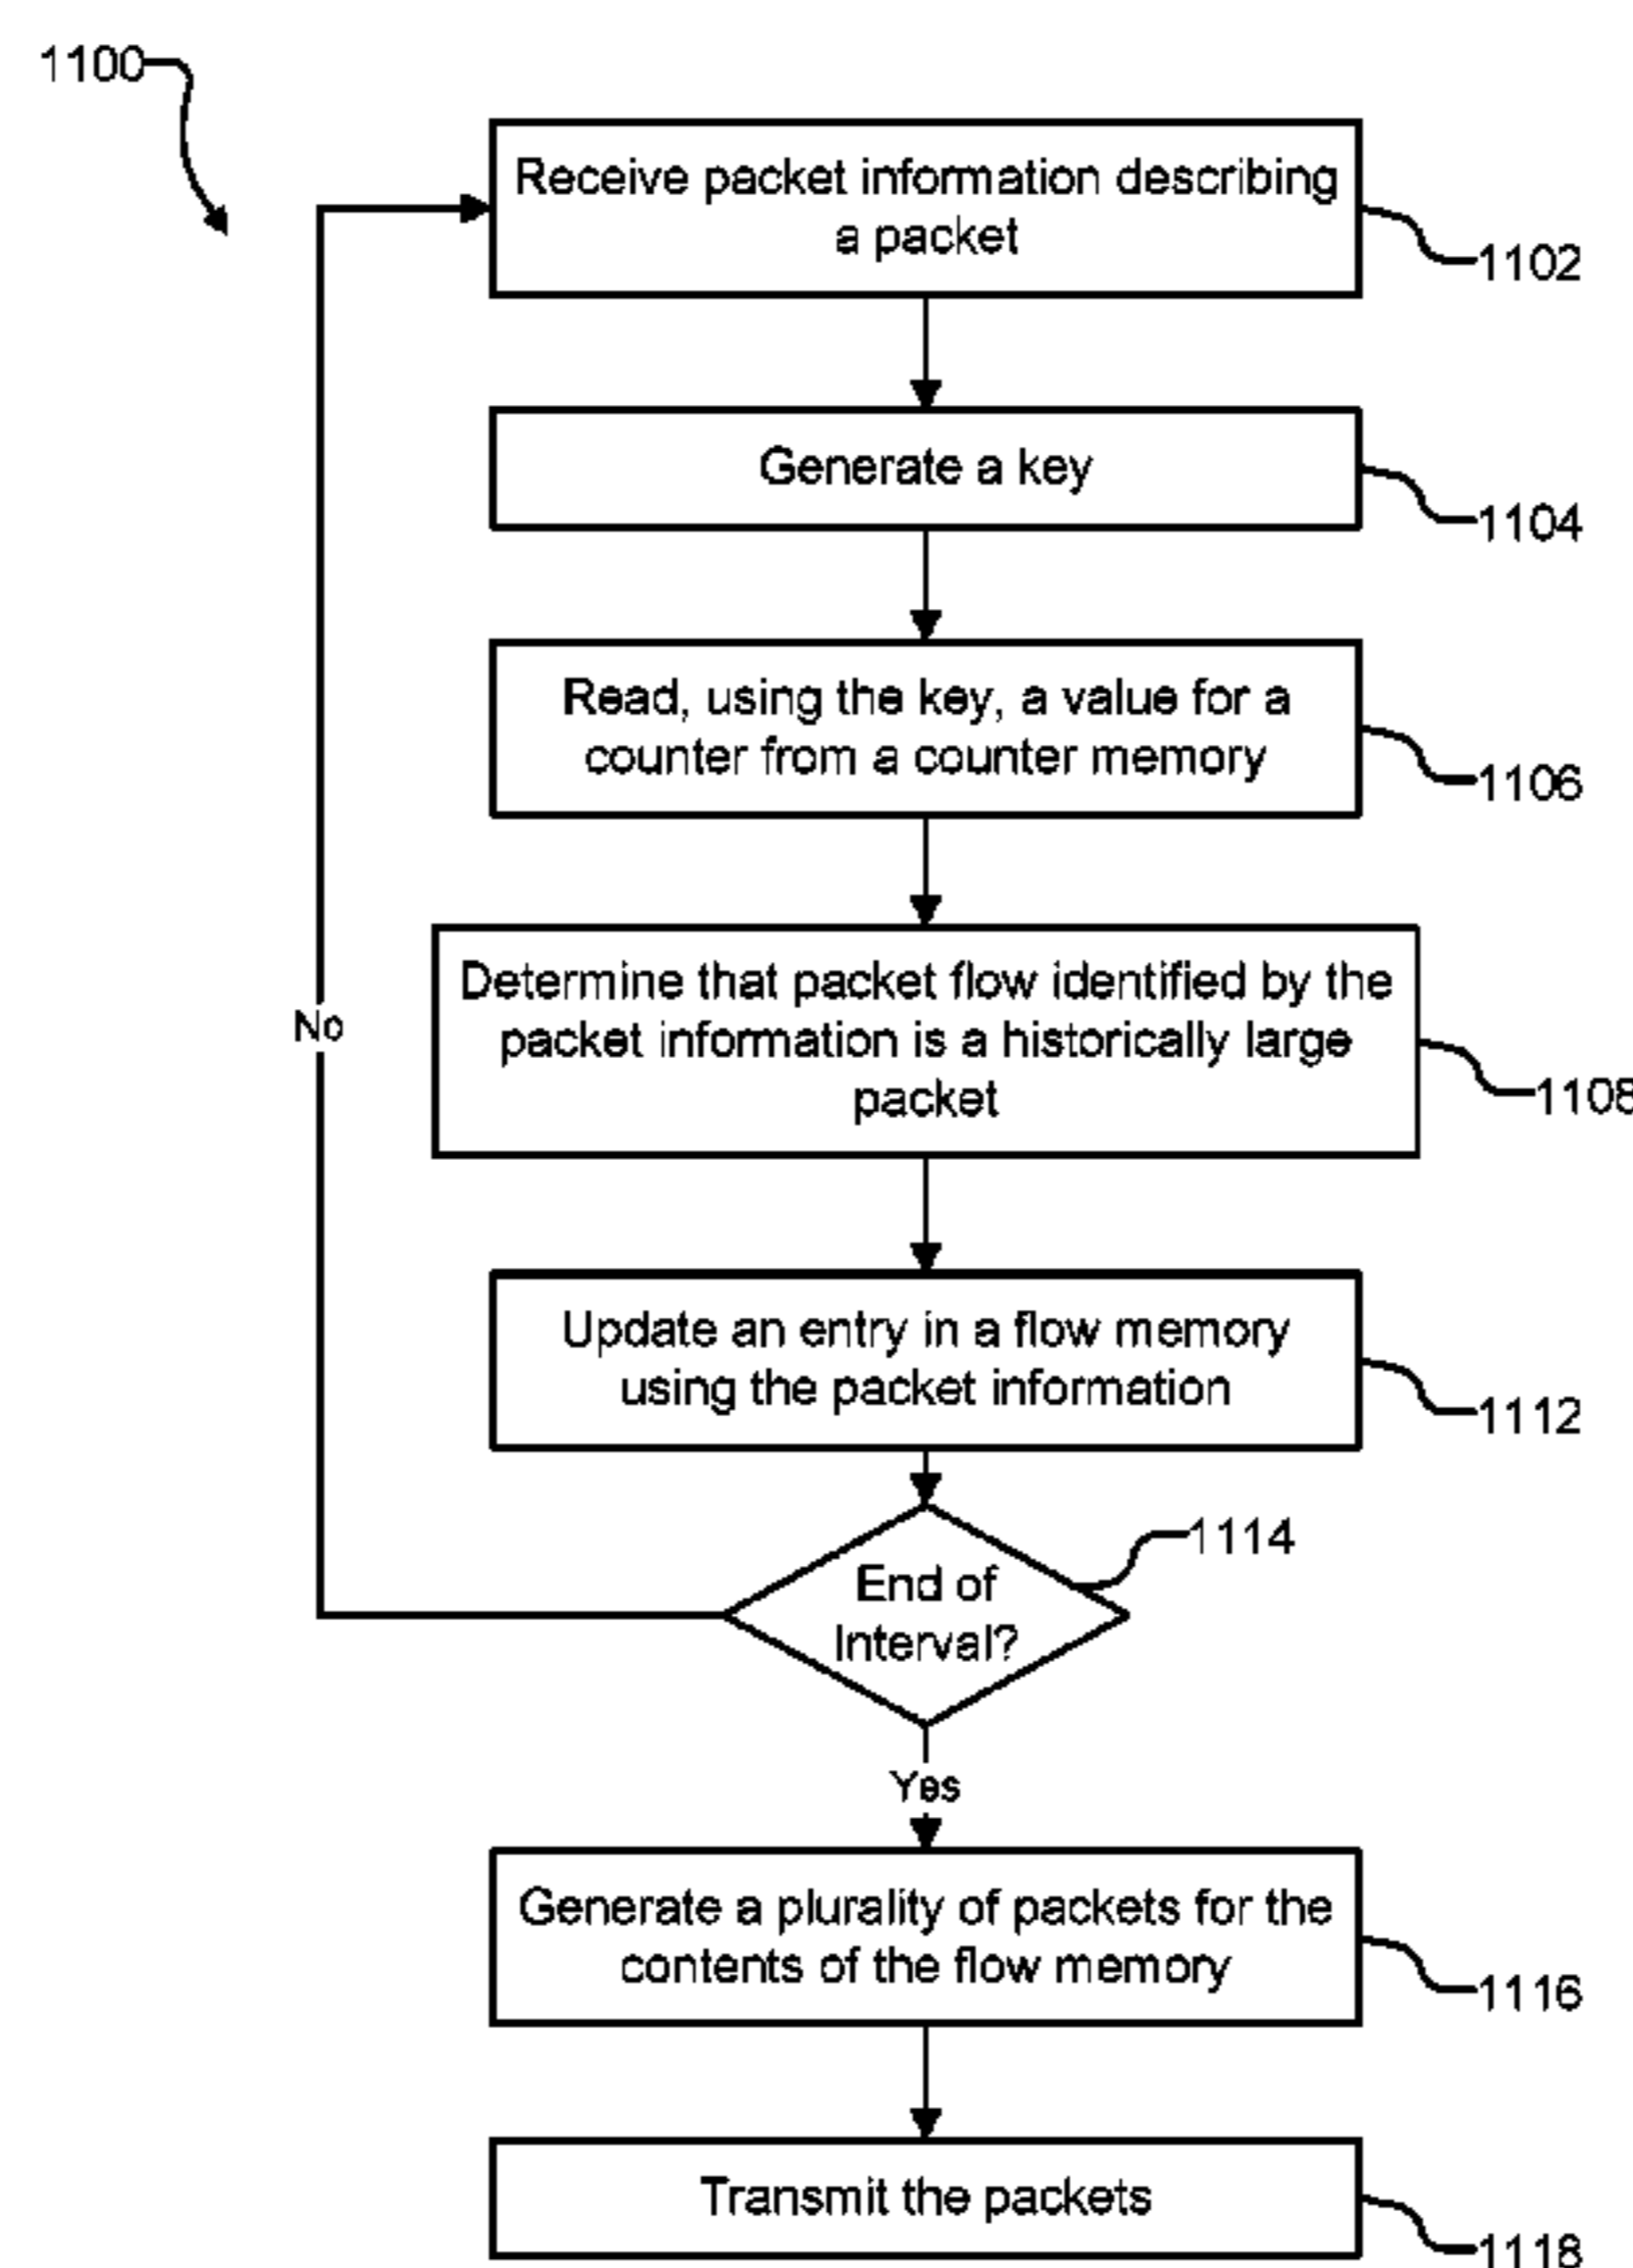 1100
Receive packet information describing
a packet
1102
Generate a key
1104
Read, using the key, a value for a
counter from a counter memory
1106
Determine that packet flow identified by the
packet information is a historically large
packet
1108
No
Update an entry in a flow memory
using the packet information
1112
1114
End of
Interval?
Yes
Generate a plurality of packets for the
contents of the flow memory
1116
Transmit the packets
1118